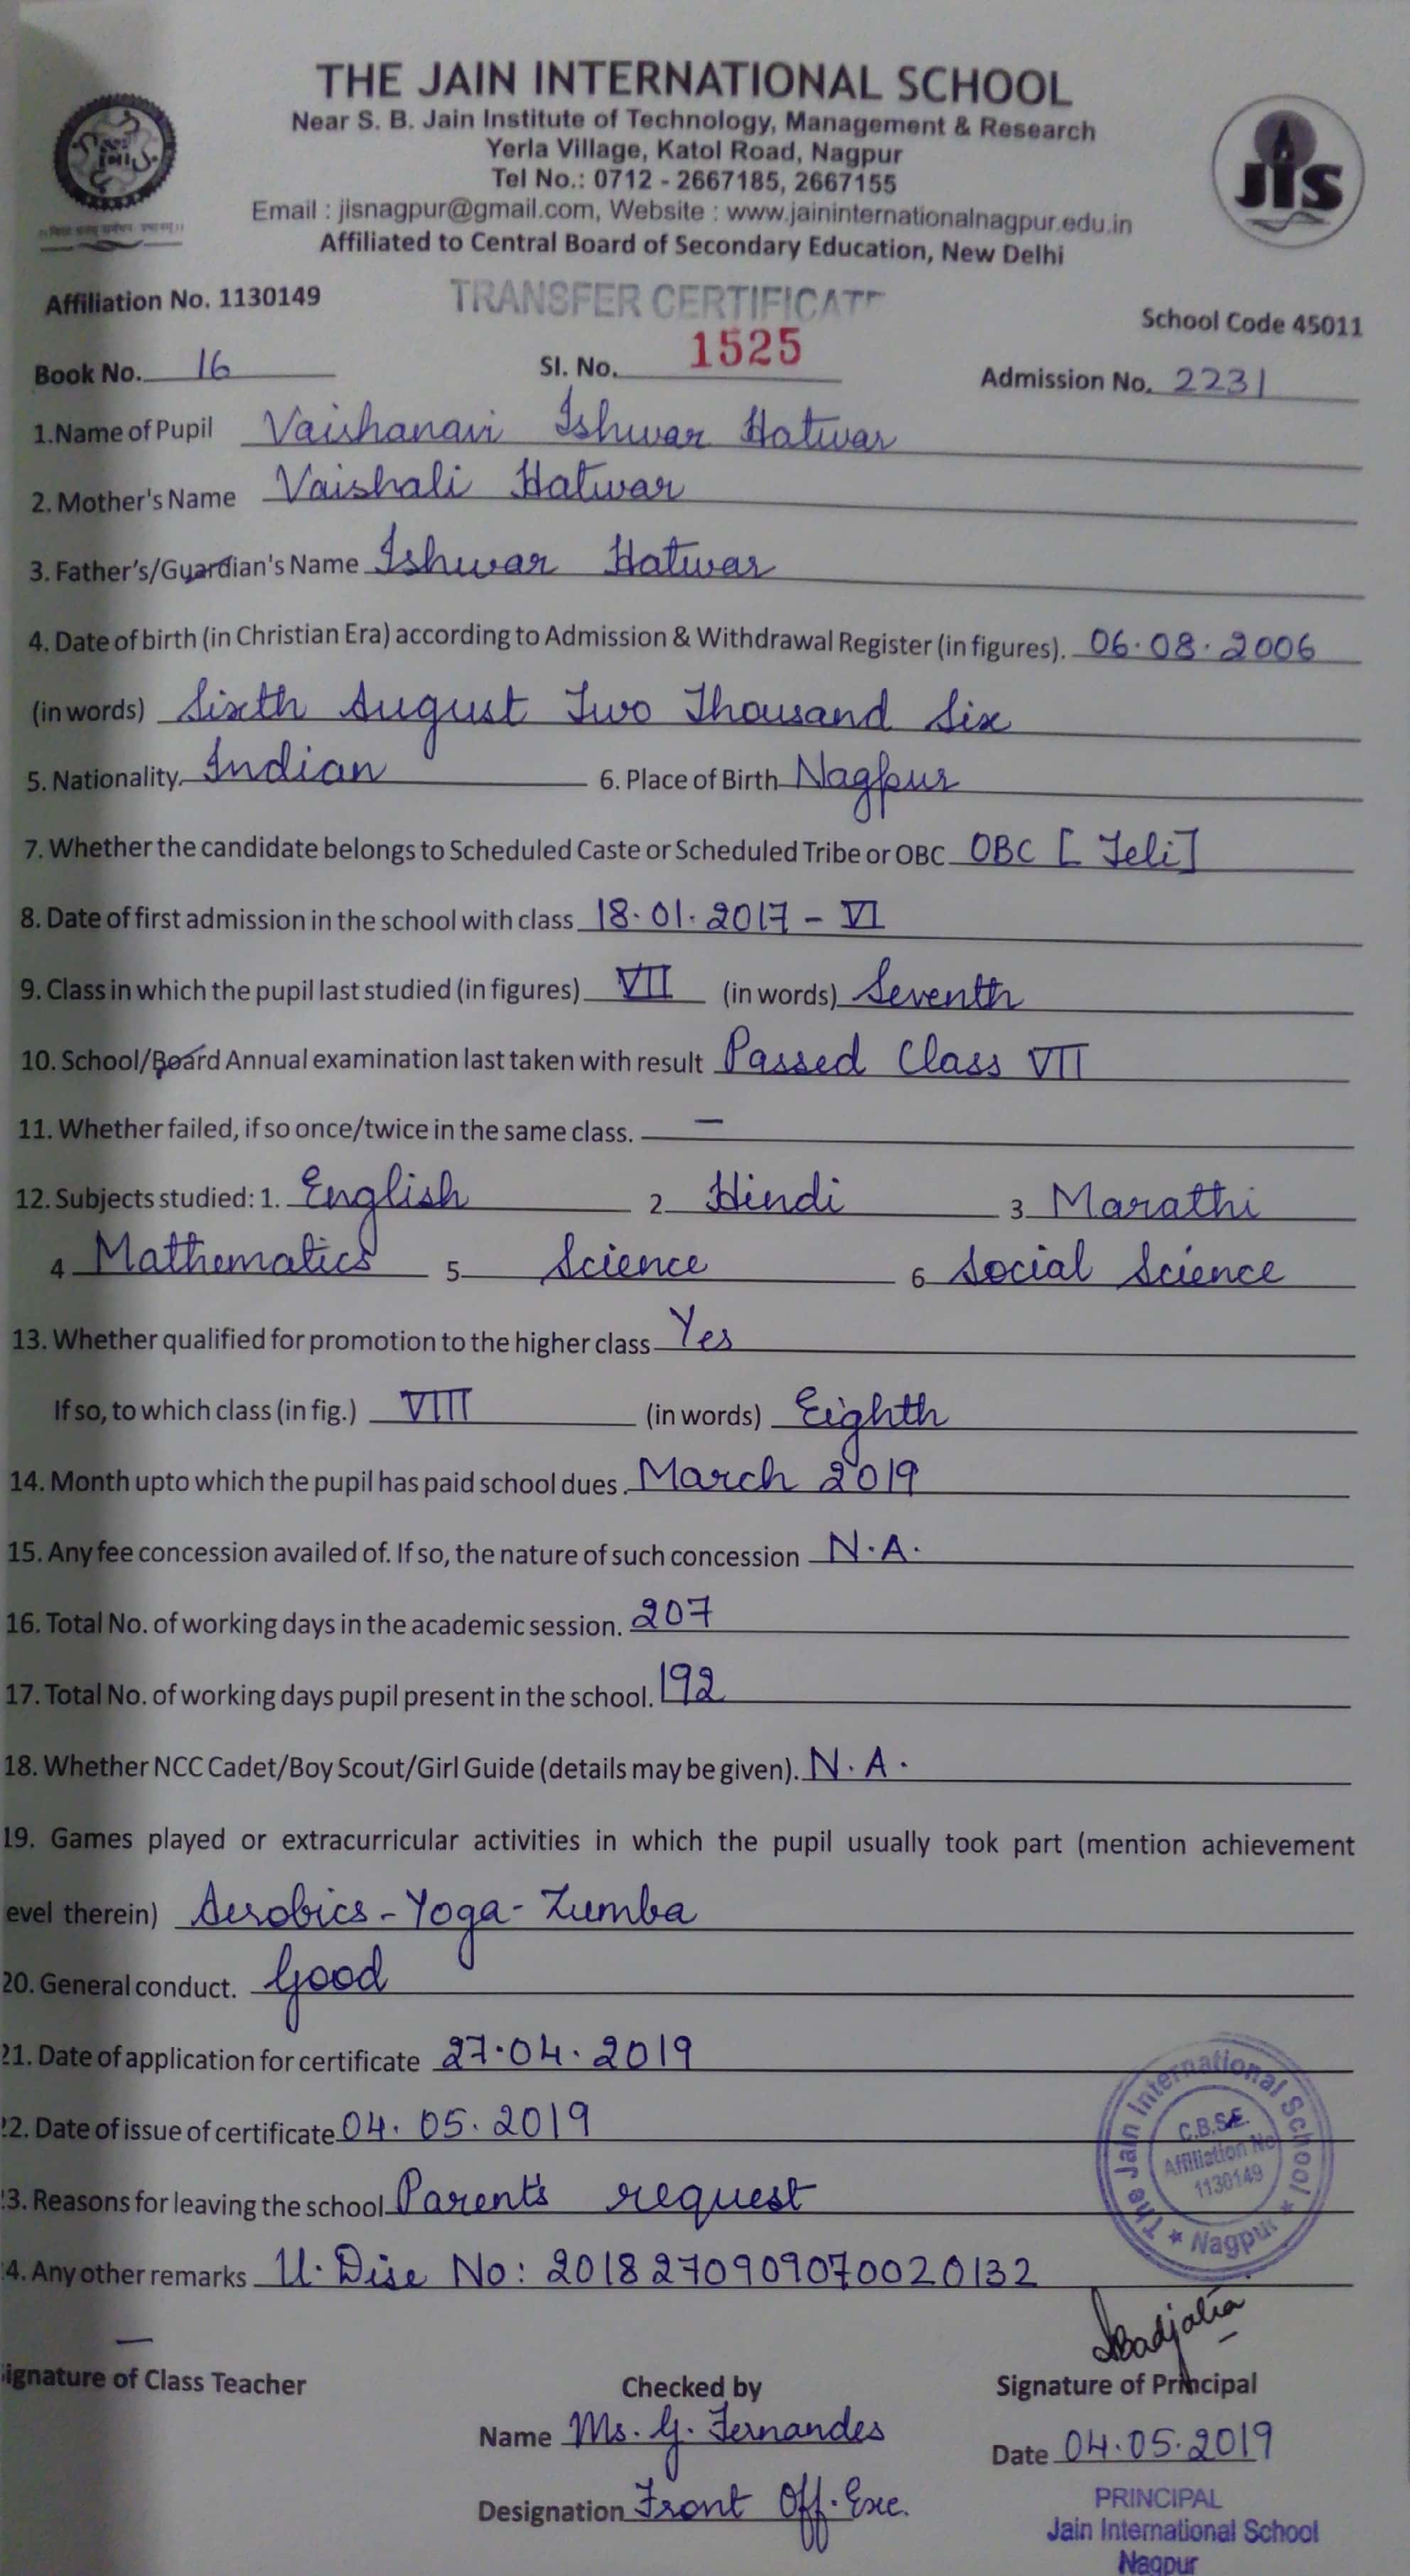 THE JAIN INTERNATIONAL SCHOOL
Near S. B. Jain Institute of Technology, Management & Research
Yerla Village, Katol Road, Nagpur
Tel No.: 0712 - 2667185, 2667155
Email : jisnagpur@gmail.com, Website : www.jaininternationalnagpur.edu.in
Affiliated to Central Board of Secondary Education, New Delhi
JIS
Affiliation No. 1130149 TRANSFER CERTIFICATE School Code 45011
Book No. 16 Sl. No. 1525 Admission No. 2231
1.Name of Pupil Vaishanavi Ishwar Hatwar
2. Mother's Name Vaishali Hatwar
3. Father's/Guardian's Name Ishwar Hatwar
4. Date of birth (in Christian Era) according to Admission & Withdrawal Register (in figures). 06.08.2006
(in words) Sixth August Two Thousand Six
5. Nationality. Indian 6. Place of Birth Nagpur
7. Whether the candidate belongs to Scheduled Caste or Scheduled Tribe or OBC OBC [Teli]
8. Date of first admission in the school with class 18.01.2017 - VI
9. Class in which the pupil last studied (in figures) VII (in words) Seventh
10. School/Board Annual examination last taken with result Passed Class VII
11. Whether failed, if so once/twice in the same class. —
12. Subjects studied: 1. English 2 Hindi 3 Marathi
4 Mathematics 5 Science 6 Social Science
13. Whether qualified for promotion to the higher class Yes
If so, to which class (in fig.) VIII (in words) Eighth
14. Month upto which the pupil has paid school dues. March 2019
15. Any fee concession availed of. If so, the nature of such concession N.A.
16. Total No. of working days in the academic session. 207
17. Total No. of working days pupil present in the school. 192
18. Whether NCC Cadet/Boy Scout/Girl Guide (details may be given). N.A.
19. Games played or extracurricular activities in which the pupil usually took part (mention achievement
evel therein) Aerobics-Yoga-Zumba
20. General conduct. Good
21. Date of application for certificate 27.04.2019
22. Date of issue of certificate 04.05.2019
23. Reasons for leaving the school Parent's request
24. Any other remarks U.Dise No: 2018270909070020132
The Jain International School
C.B.S.E.
Affiliation No
1130149
★ Nagpur ★
—
ignature of Class Teacher Checked by Signature of Principal
Name Ms. G. Fernandes Date 04.05.2019
Designation Front Off. Exe.
PRINCIPAL
Jain International School
Nagpur